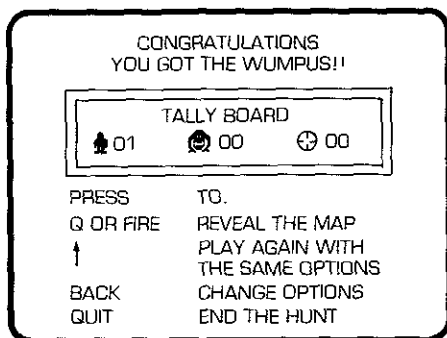 CONGRATULATIONS
YOU GOT THE WUMPUS!!
TALLY BOARD
01 00 00
PRESS TO.
Q OR FIRE REVEAL THE MAP
↑ PLAY AGAIN WITH
THE SAME OPTIONS
BACK CHANGE OPTIONS
QUIT END THE HUNT